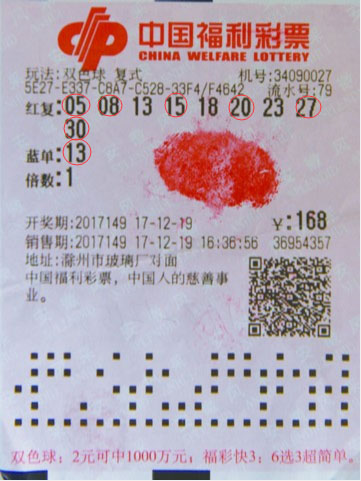 中国福利彩票
CHINA WELFARE LOTTERY
玩法:双色球 复式 机号:34090027
5E27-E337-C8A7-C528-33F4/F4642 流水号:79
红复:05 08 13 15 18 20 23 27
30
蓝单:13
倍数:1
开奖期:2017149 17-12-19 ¥:168
销售期:2017149 17-12-19 16:36:56 36954357
地址:滁州市玻璃厂对面
中国福利彩票,中国人的慈善事
业。
双色球:2元可中1000万元;福彩快3:6选3超简单。